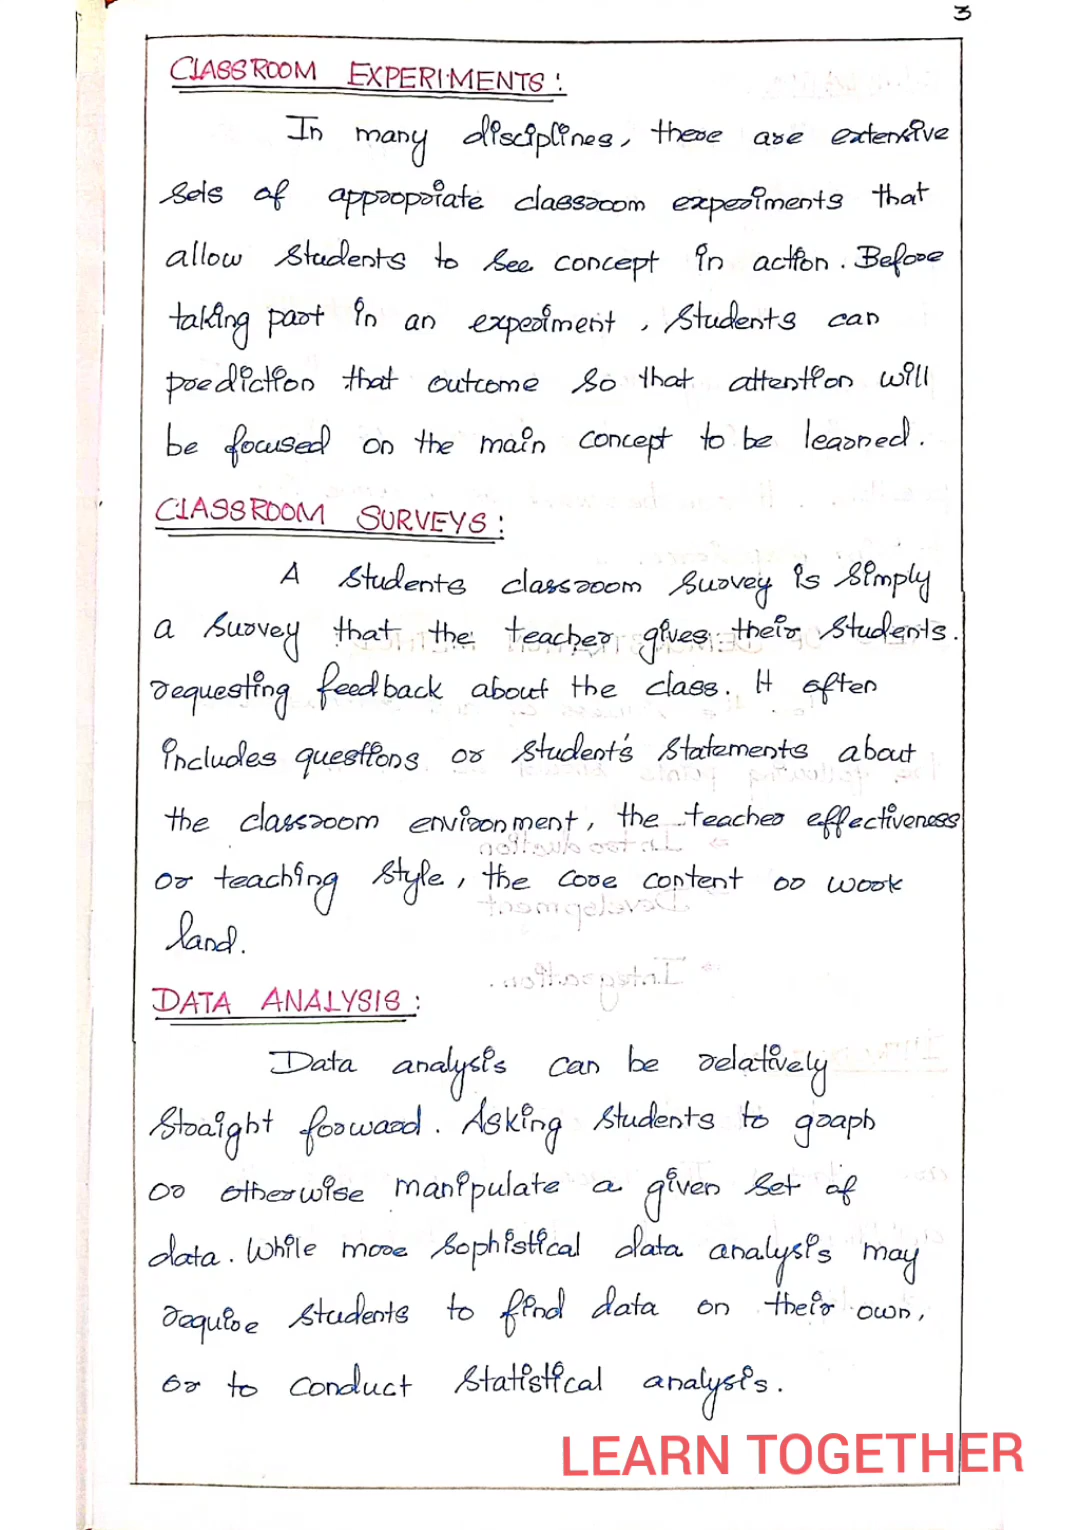 3
CLASSROOM EXPERIMENTS:
In many disciplines, there are extensive
sets of appropriate classroom experiments that
allow students to see concept in action. Before
taking part in an experiment, students can
prediction that outcome so that attention will
be focused on the main concept to be learned.
CLASSROOM SURVEYS:
A students classroom survey is simply
a survey that the teacher gives their students.
requesting feedback about the class. It often
includes questions or student's statements about
the classroom environment, the teacher effectiveness
or teaching style, the core content or work
land.
DATA ANALYSIS:
Data analysis can be relatively
straight forward. Asking students to graph
or otherwise manipulate a given set of
data. While more sophistical data analysis may
require students to find data on their own,
or to conduct statistical analysis.
LEARN TOGETHER